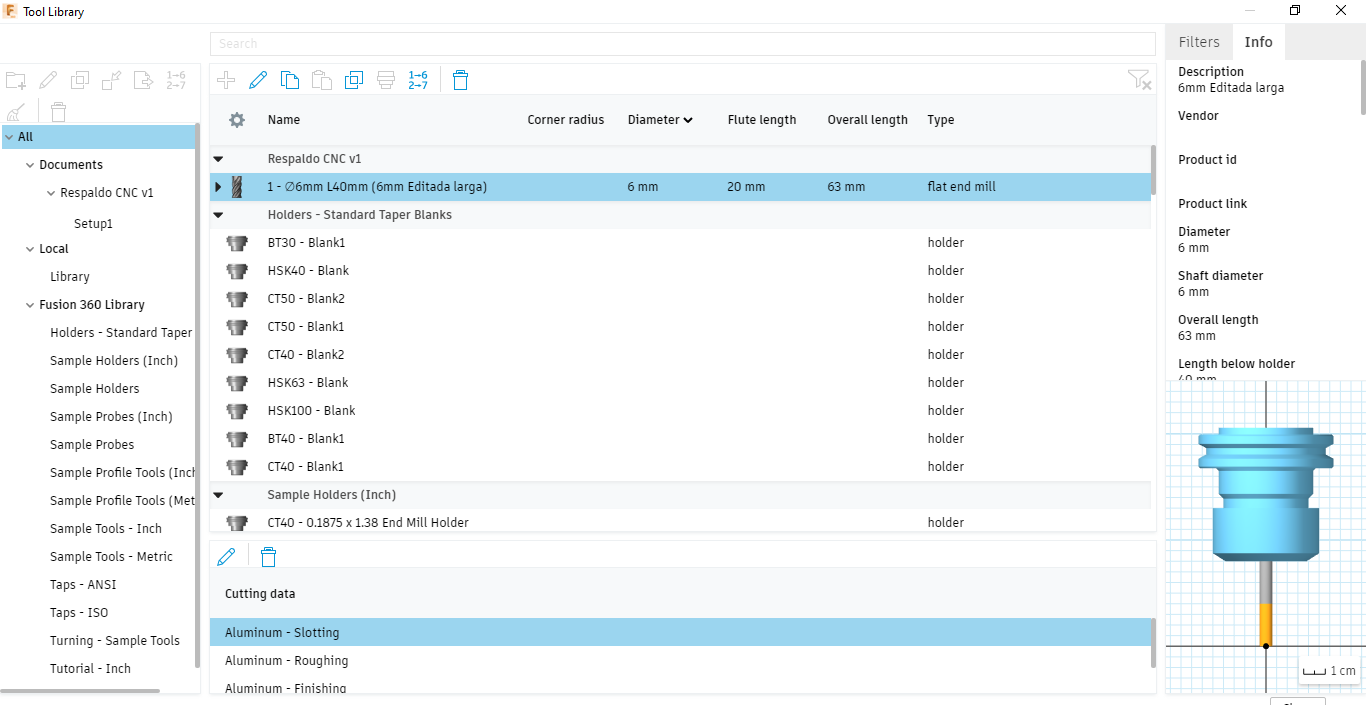 Tool Library
Search
Filters
Info
1→6
2→7
1→6
2→7
All
Documents
Respaldo CNC v1
Setup1
Local
Library
Fusion 360 Library
Holders - Standard Taper
Sample Holders (Inch)
Sample Holders
Sample Probes (Inch)
Sample Probes
Sample Profile Tools (Inch
Sample Profile Tools (Met
Sample Tools - Inch
Sample Tools - Metric
Taps - ANSI
Taps - ISO
Turning - Sample Tools
Tutorial - Inch
Name Corner radius Diameter Flute length Overall length Type
Respaldo CNC v1
1 - ∅6mm L40mm (6mm Editada larga) 6 mm 20 mm 63 mm flat end mill
Holders - Standard Taper Blanks
BT30 - Blank1 holder
HSK40 - Blank holder
CT50 - Blank2 holder
CT50 - Blank1 holder
CT40 - Blank2 holder
HSK63 - Blank holder
HSK100 - Blank holder
BT40 - Blank1 holder
CT40 - Blank1 holder
Sample Holders (Inch)
CT40 - 0.1875 x 1.38 End Mill Holder holder
Cutting data
Aluminum - Slotting
Aluminum - Roughing
Aluminum - Finishing
Description
6mm Editada larga
Vendor
Product id
Product link
Diameter
6 mm
Shaft diameter
6 mm
Overall length
63 mm
Length below holder
40 mm
1 cm